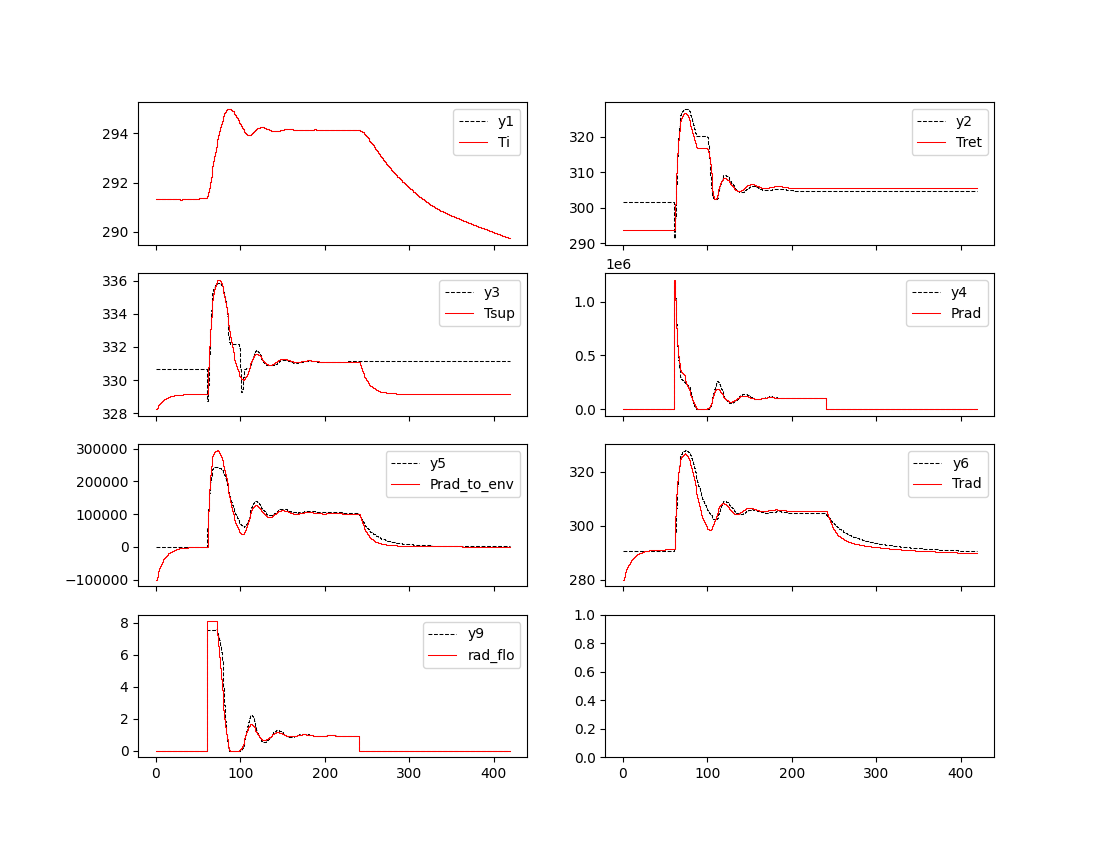 294
292
290
y1
Ti
320
310
300
290
y2
Tret
336
334
332
330
328
y3
Tsup
1e6
1.0
0.5
0.0
y4
Prad
300000
200000
100000
0
−100000
y5
Prad_to_env
320
300
280
y6
Trad
8
6
4
2
0
0 100 200 300 400
y9
rad_flo
1.0
0.8
0.6
0.4
0.2
0.0
0 100 200 300 400